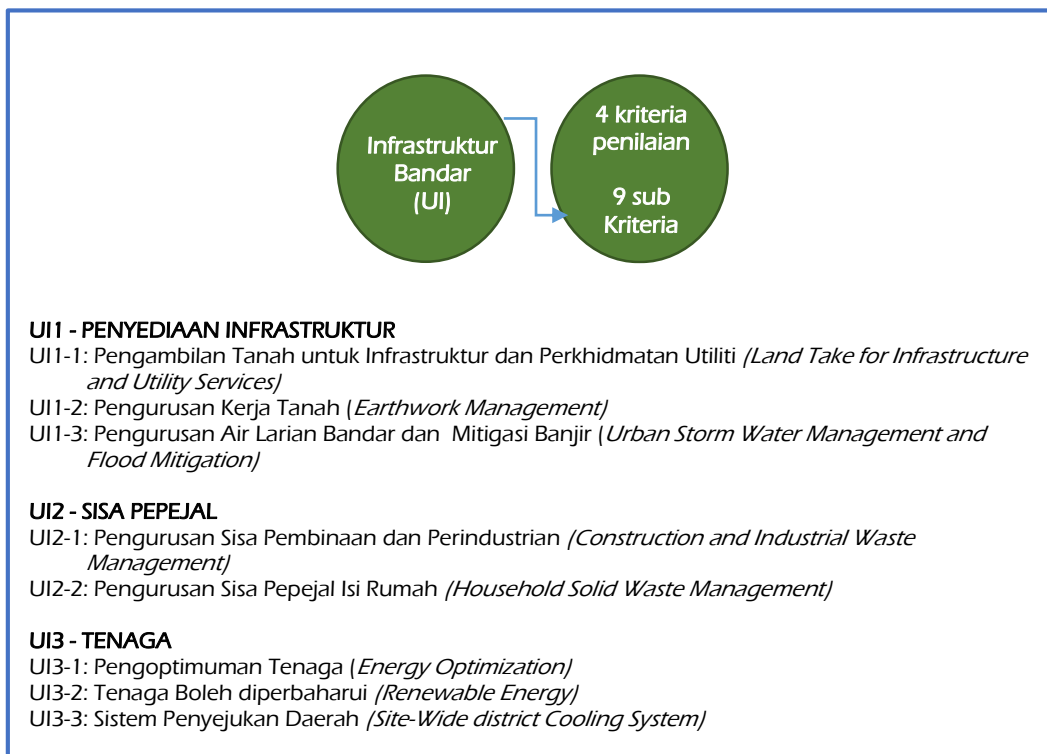 Infrastruktur
Bandar
(UI)
4 kriteria
penilaian
9 sub
Kriteria
UI1 - PENYEDIAAN INFRASTRUKTUR
UI1-1: Pengambilan Tanah untuk Infrastruktur dan Perkhidmatan Utiliti (Land Take for Infrastructure
and Utility Services)
UI1-2: Pengurusan Kerja Tanah (Earthwork Management)
UI1-3: Pengurusan Air Larian Bandar dan Mitigasi Banjir (Urban Storm Water Management and
Flood Mitigation)
UI2 - SISA PEPEJAL
UI2-1: Pengurusan Sisa Pembinaan dan Perindustrian (Construction and Industrial Waste
Management)
UI2-2: Pengurusan Sisa Pepejal Isi Rumah (Household Solid Waste Management)
UI3 - TENAGA
UI3-1: Pengoptimuman Tenaga (Energy Optimization)
UI3-2: Tenaga Boleh diperbaharui (Renewable Energy)
UI3-3: Sistem Penyejukan Daerah (Site-Wide district Cooling System)